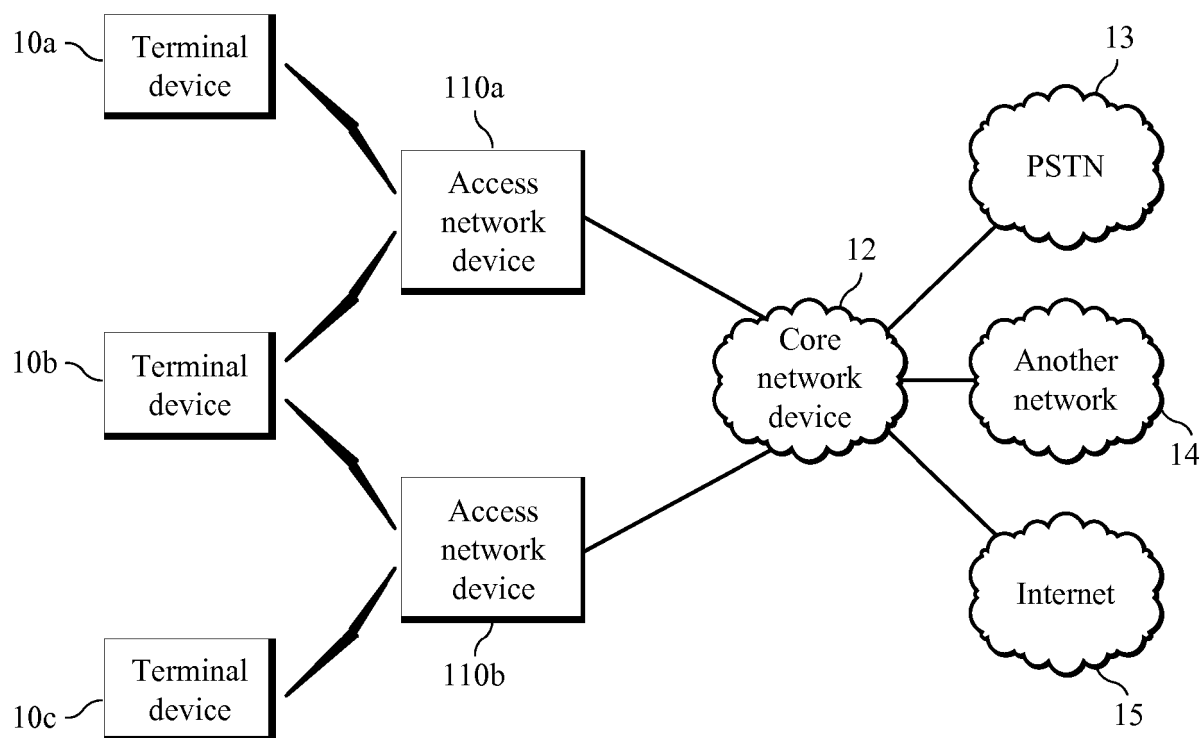 10a
Terminal
device
110a
Access
network
device
10b
Terminal
device
Access
network
device
110b
10c
Terminal
device
12
Core
network
device
13
PSTN
Another
network
14
Internet
15